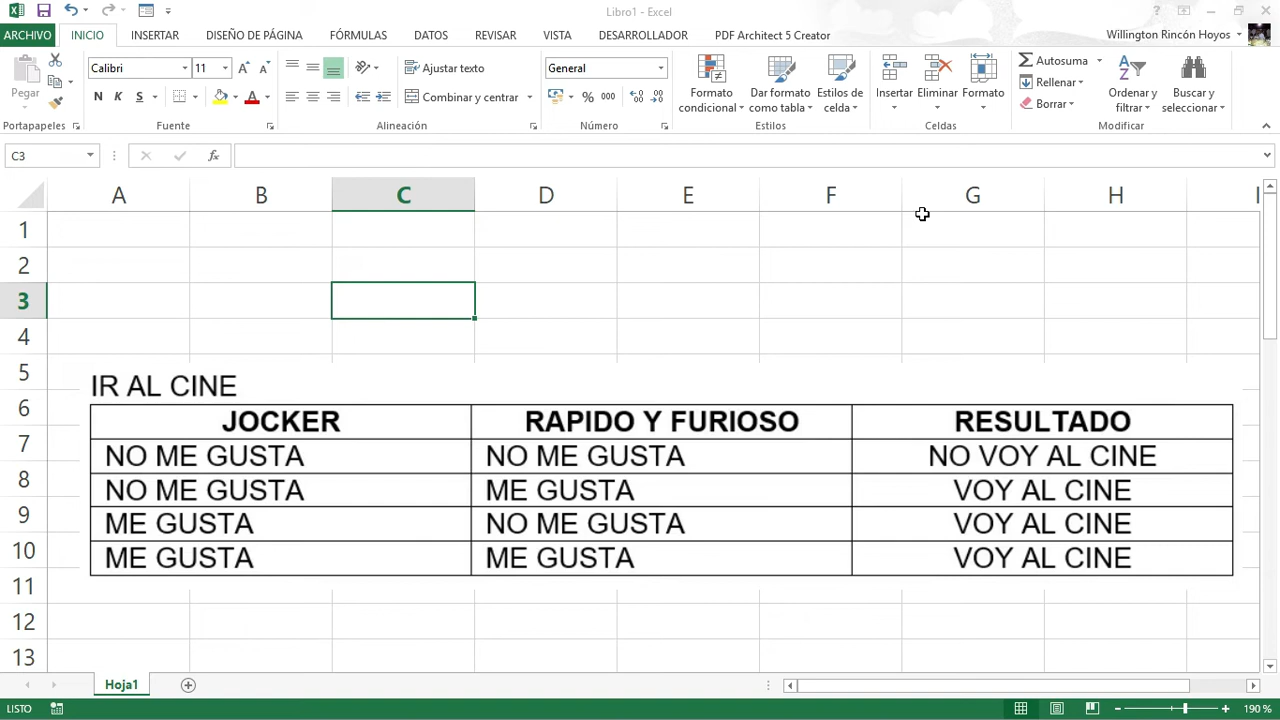 Libro1 - Excel
ARCHIVO INICIO INSERTAR DISEÑO DE PÁGINA FÓRMULAS DATOS REVISAR VISTA DESARROLLADOR PDF Architect 5 Creator Willington Rincón Hoyos
Pegar
Portapapeles
Calibri 11
N K S
A A
A
Fuente
Ajustar texto
Combinar y centrar
Alineación
General
% 000
Número
Formato condicional
Dar formato como tabla
Estilos de celda
Estilos
Insertar
Eliminar
Formato
Celdas
Autosuma
Rellenar
Borrar
Ordenar y filtrar
Buscar y seleccionar
Modificar
C3
fx
A B C D E F G H I
1
2
3
4
5
IR AL CINE
6
JOCKER RAPIDO Y FURIOSO RESULTADO
7
NO ME GUSTA NO ME GUSTA NO VOY AL CINE
8
NO ME GUSTA ME GUSTA VOY AL CINE
9
ME GUSTA NO ME GUSTA VOY AL CINE
10
ME GUSTA ME GUSTA VOY AL CINE
11
12
13
Hoja1
LISTO
190 %